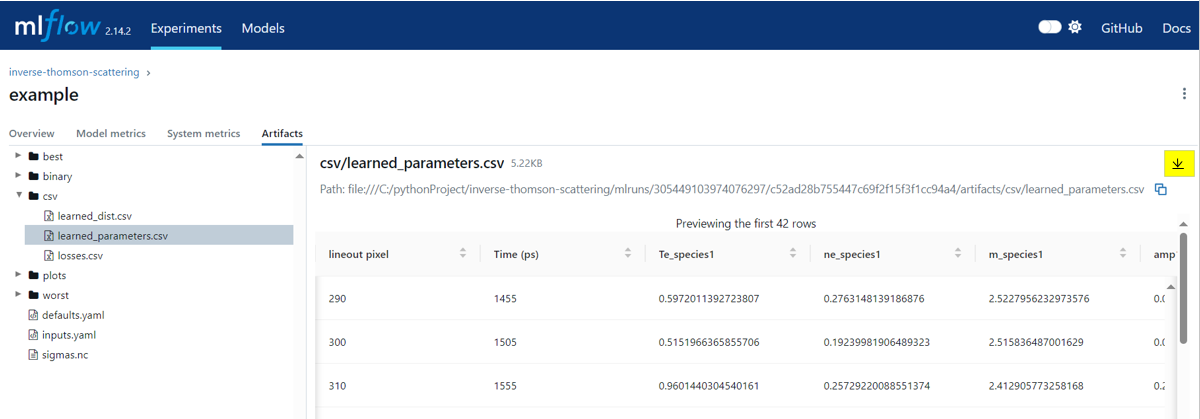 mlflow 2.14.2 Experiments Models GitHub Docs
inverse-thomson-scattering
example
Overview Model metrics System metrics Artifacts
best
binary
csv
learned_dist.csv
learned_parameters.csv
losses.csv
plots
worst
defaults.yaml
inputs.yaml
sigmas.nc
csv/learned_parameters.csv 5.22KB
Path: file:///C:/pythonProject/inverse-thomson-scattering/mlruns/305449103974076297/c52ad28b755447c69f2f15f3f1cc94a4/artifacts/csv/learned_parameters.csv
Previewing the first 42 rows
lineout pixel Time (ps) Te_species1 ne_species1 m_species1 amp
290 1455 0.5972011392723807 0.2763148139186876 2.5227956232973576 0.0
300 1505 0.5151966365855706 0.19239981906489323 2.515836487001629 0.0
310 1555 0.9601440304540161 0.25729220088551374 2.412905773258168 0.2